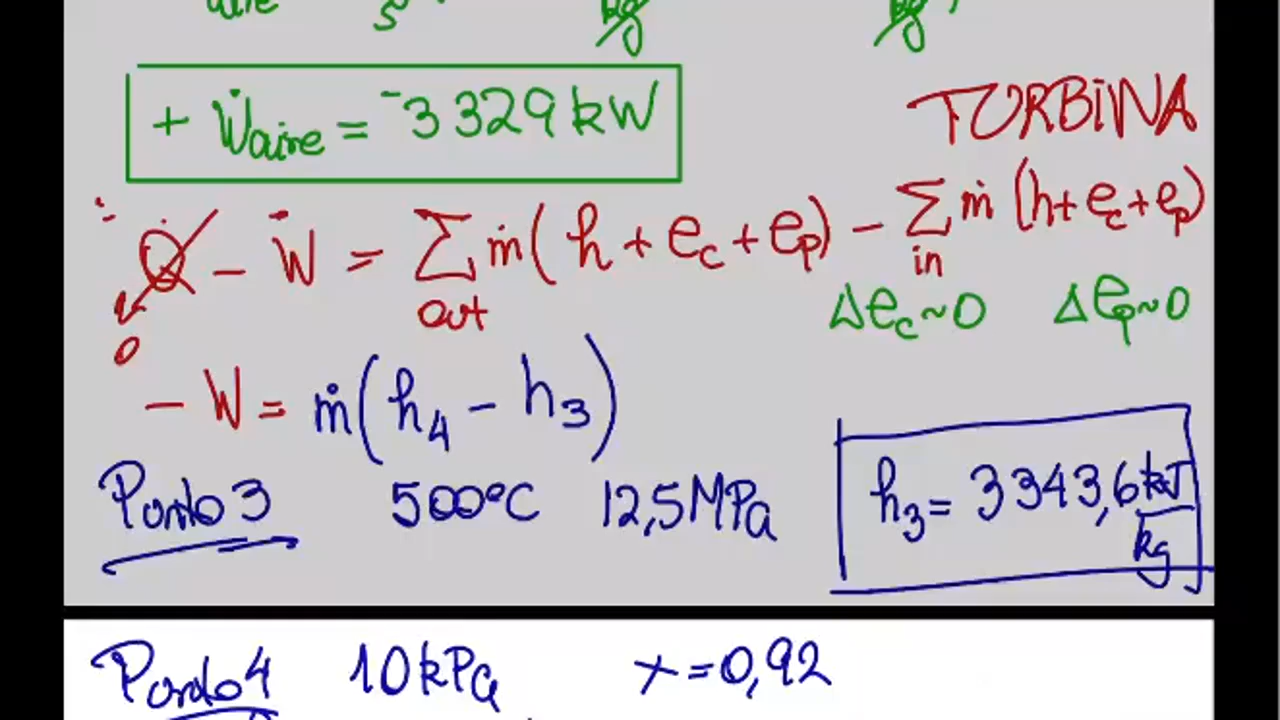 + Ẇaire = -3 329 kW
TURBINA
Q̇ - Ẇ = Σ ṁ ( h + ec + ep ) - Σ ṁ (h + ec + ep)
0 out in
Δec ~ 0 Δep ~ 0
- W = ṁ ( h4 - h3 )
Punto 3 500°C 12,5 MPa h3 = 3343,6 kJ/kg
Punto 4 10 kPa x = 0,92